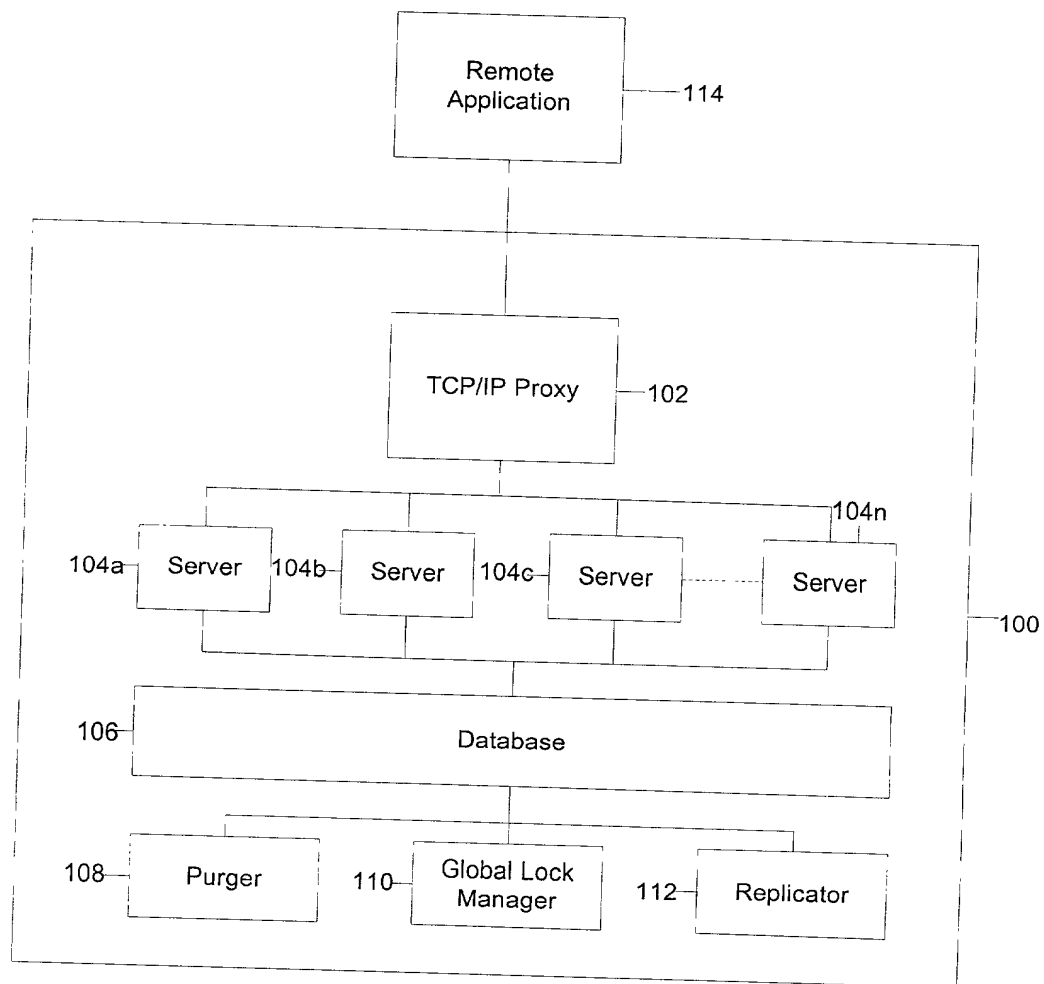 Remote
Application
114
TCP/IP Proxy
102
104n
104a
Server
104b
Server
104c
Server
Server
100
106
Database
108
Purger
110
Global Lock
Manager
112
Replicator